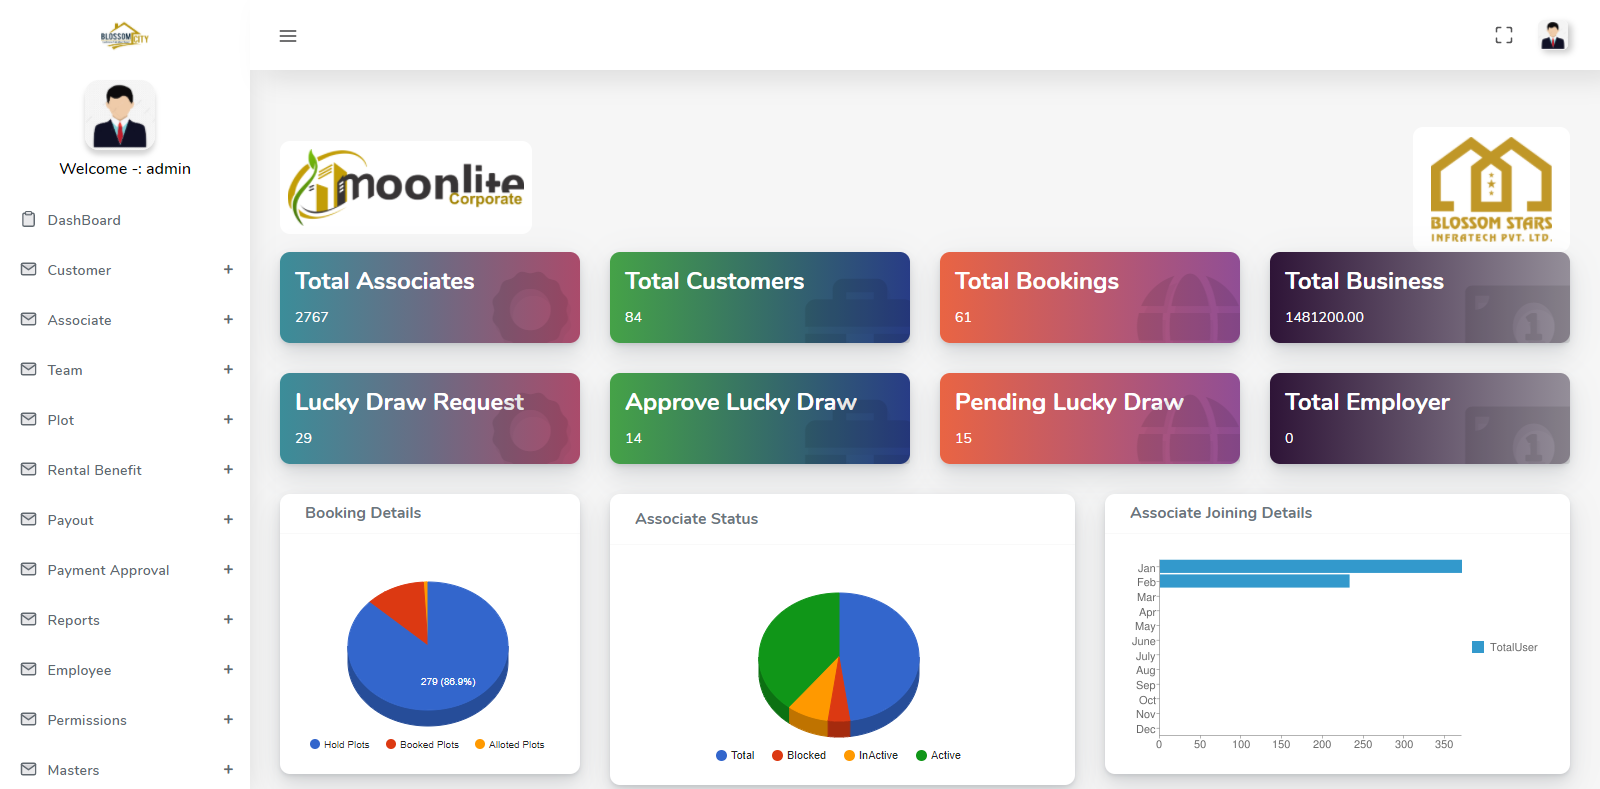 BLOSSOM CITY
Welcome -: admin
DashBoard
Customer +
Associate +
Team +
Plot +
Rental Benefit +
Payout +
Payment Approval +
Reports +
Employee +
Permissions +
Masters +
moonlite
Corporate
BLOSSOM STARS
INFRATECH PVT. LTD.
Total Associates
2767
Total Customers
84
Total Bookings
61
Total Business
1481200.00
1
Lucky Draw Request
29
Approve Lucky Draw
14
Pending Lucky Draw
15
Total Employer
0
1
Booking Details
279 (86.9%)
Hold Plots Booked Plots Alloted Plots
Associate Status
Total Blocked InActive Active
Associate Joining Details
Jan
Feb
Mar
Apr
May
June
July
Aug
Sep
Oct
Nov
Dec
0 50 100 150 200 250 300 350
TotalUser